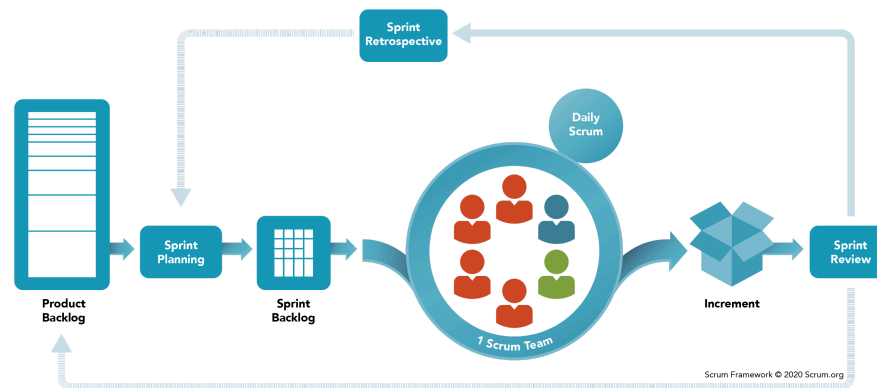 Sprint
Retrospective
Daily
Scrum
Sprint
Planning
Sprint
Review
Product
Backlog
Sprint
Backlog
1 Scrum Team
Increment
Scrum Framework © 2020 Scrum.org